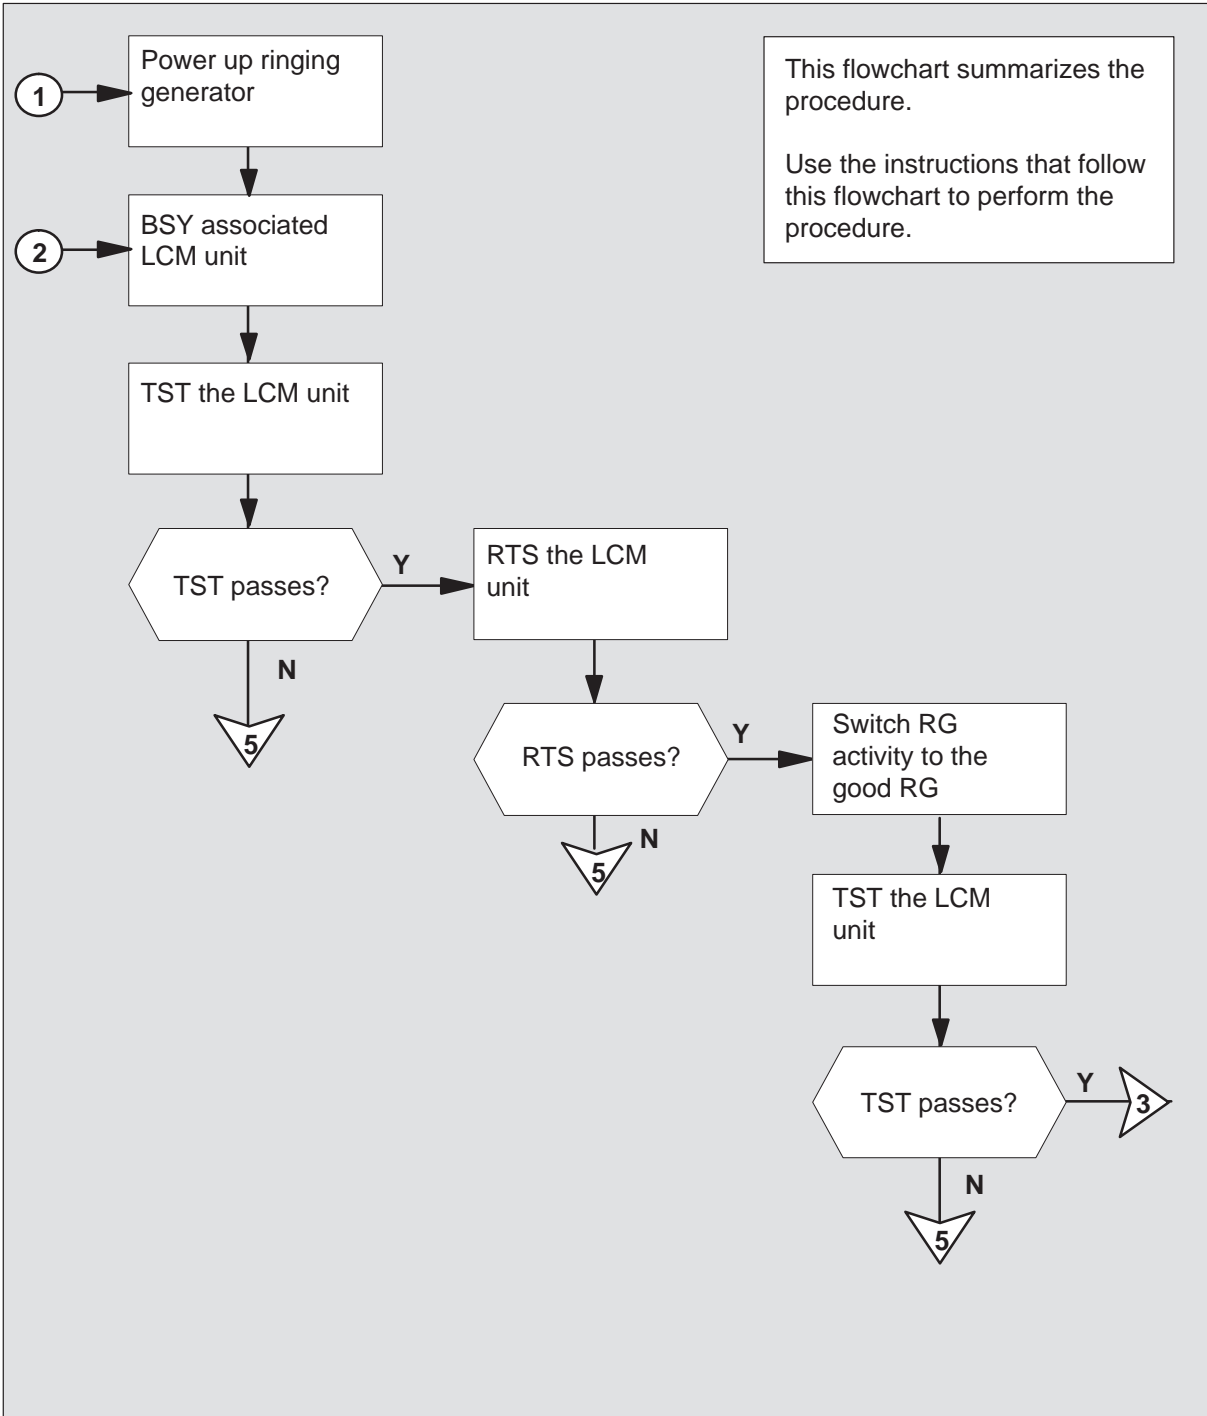 1
Power up ringing
generator
This flowchart summarizes the
procedure.
Use the instructions that follow
this flowchart to perform the
procedure.
2
BSY associated
LCM unit
TST the LCM unit
TST passes?
Y
N
5
RTS the LCM
unit
RTS passes?
Y
N
5
Switch RG
activity to the
good RG
TST the LCM
unit
TST passes?
Y
3
N
5